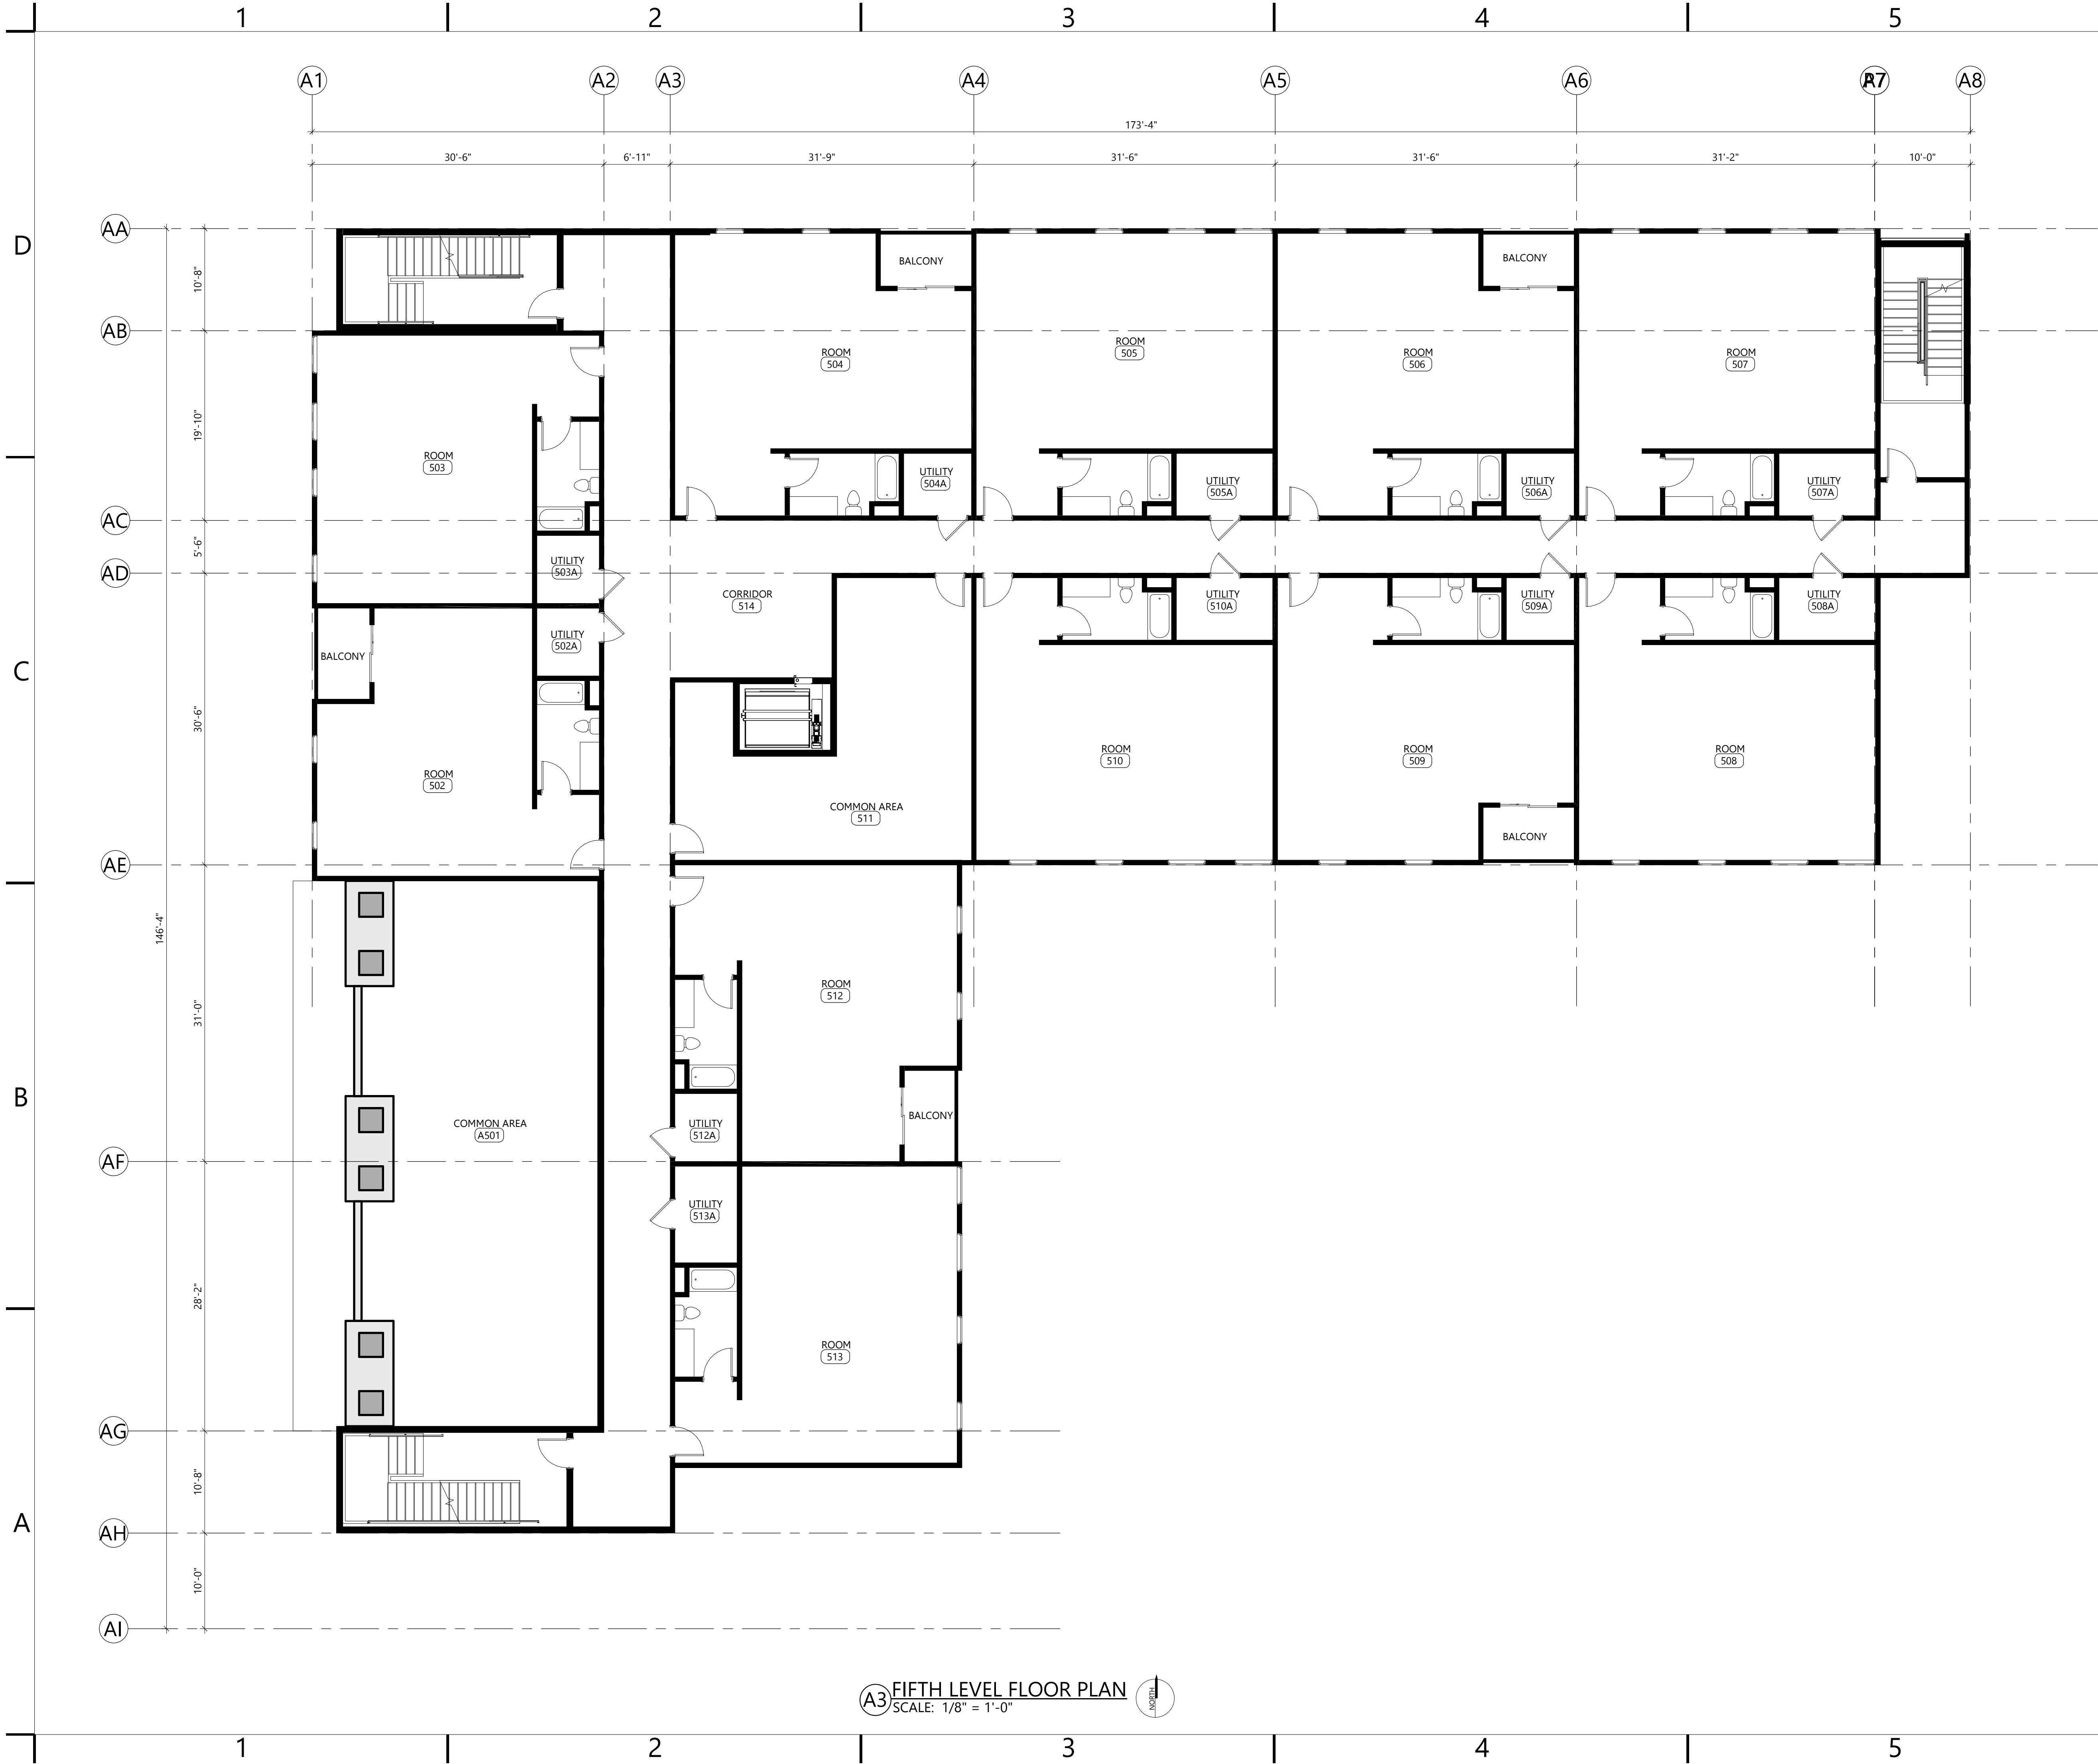 1 2 3 4 5
A1 A2 A3 A4 A5 A6 A7 A8
173'-4"
30'-6" 6'-11" 31'-9" 31'-6" 31'-6" 31'-2" 10'-0"
AA
D
10'-8"
BALCONY
BALCONY
AB
ROOM
504
ROOM
505
ROOM
506
ROOM
507
19'-10"
ROOM
503
UTILITY
504A
UTILITY
505A
UTILITY
506A
UTILITY
507A
AC
5'-6"
AD
UTILITY
503A
CORRIDOR
514
UTILITY
510A
UTILITY
509A
UTILITY
508A
UTILITY
502A
BALCONY
C
30'-6"
ROOM
502
ROOM
510
ROOM
509
ROOM
508
COMMON AREA
511
BALCONY
AE
146'-4"
31'-0"
ROOM
512
B
COMMON AREA
A501
BALCONY
UTILITY
512A
AF
UTILITY
513A
28'-2"
ROOM
513
AG
10'-8"
A
AH
10'-0"
AI
A3 FIFTH LEVEL FLOOR PLAN
SCALE: 1/8" = 1'-0"
NORTH
1 2 3 4 5